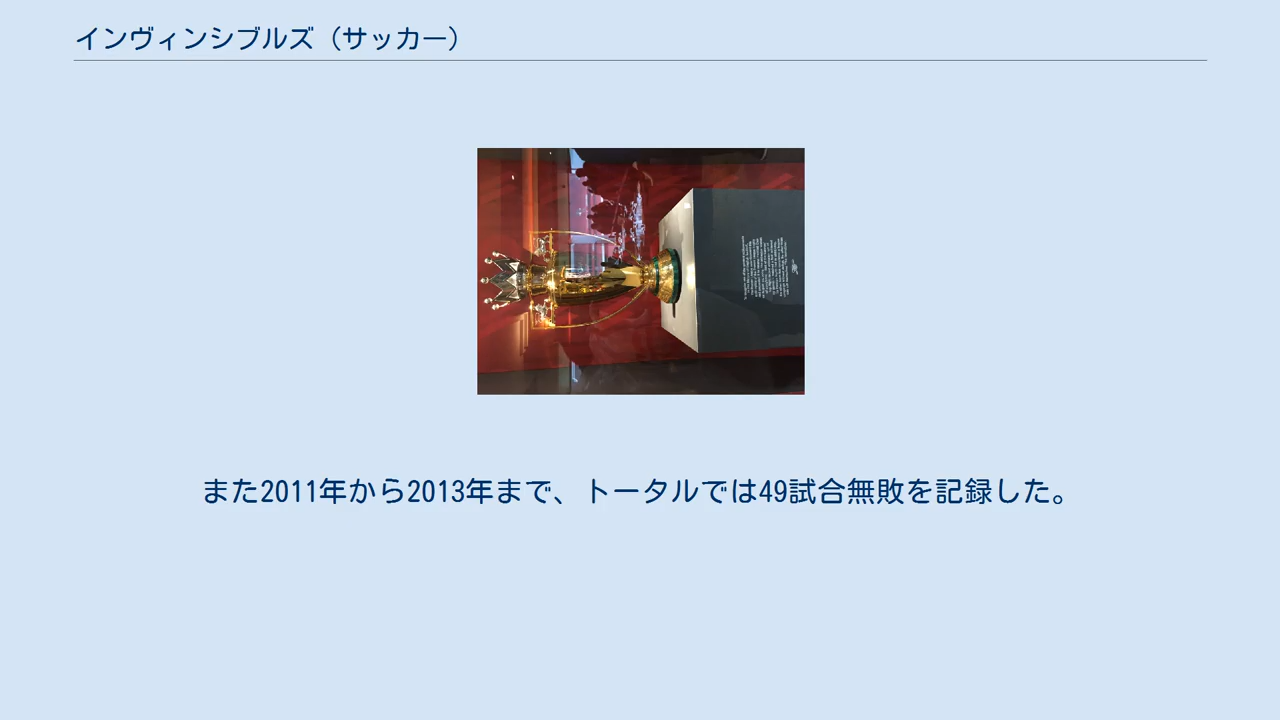 インヴィンシブルズ（サッカー）
また2011年から2013年まで、トータルでは49試合無敗を記録した。